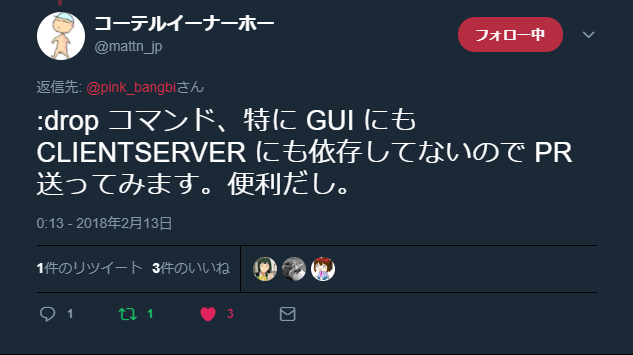 コーテルイーナーホー
@mattn_jp
フォロー中
返信先: @pink_bangbiさん
:drop コマンド、特に GUI にも
CLIENTSERVER にも依存してないので PR
送ってみます。便利だし。
0:13 - 2018年2月13日
1件のリツイート 3件のいいね
1 1 3